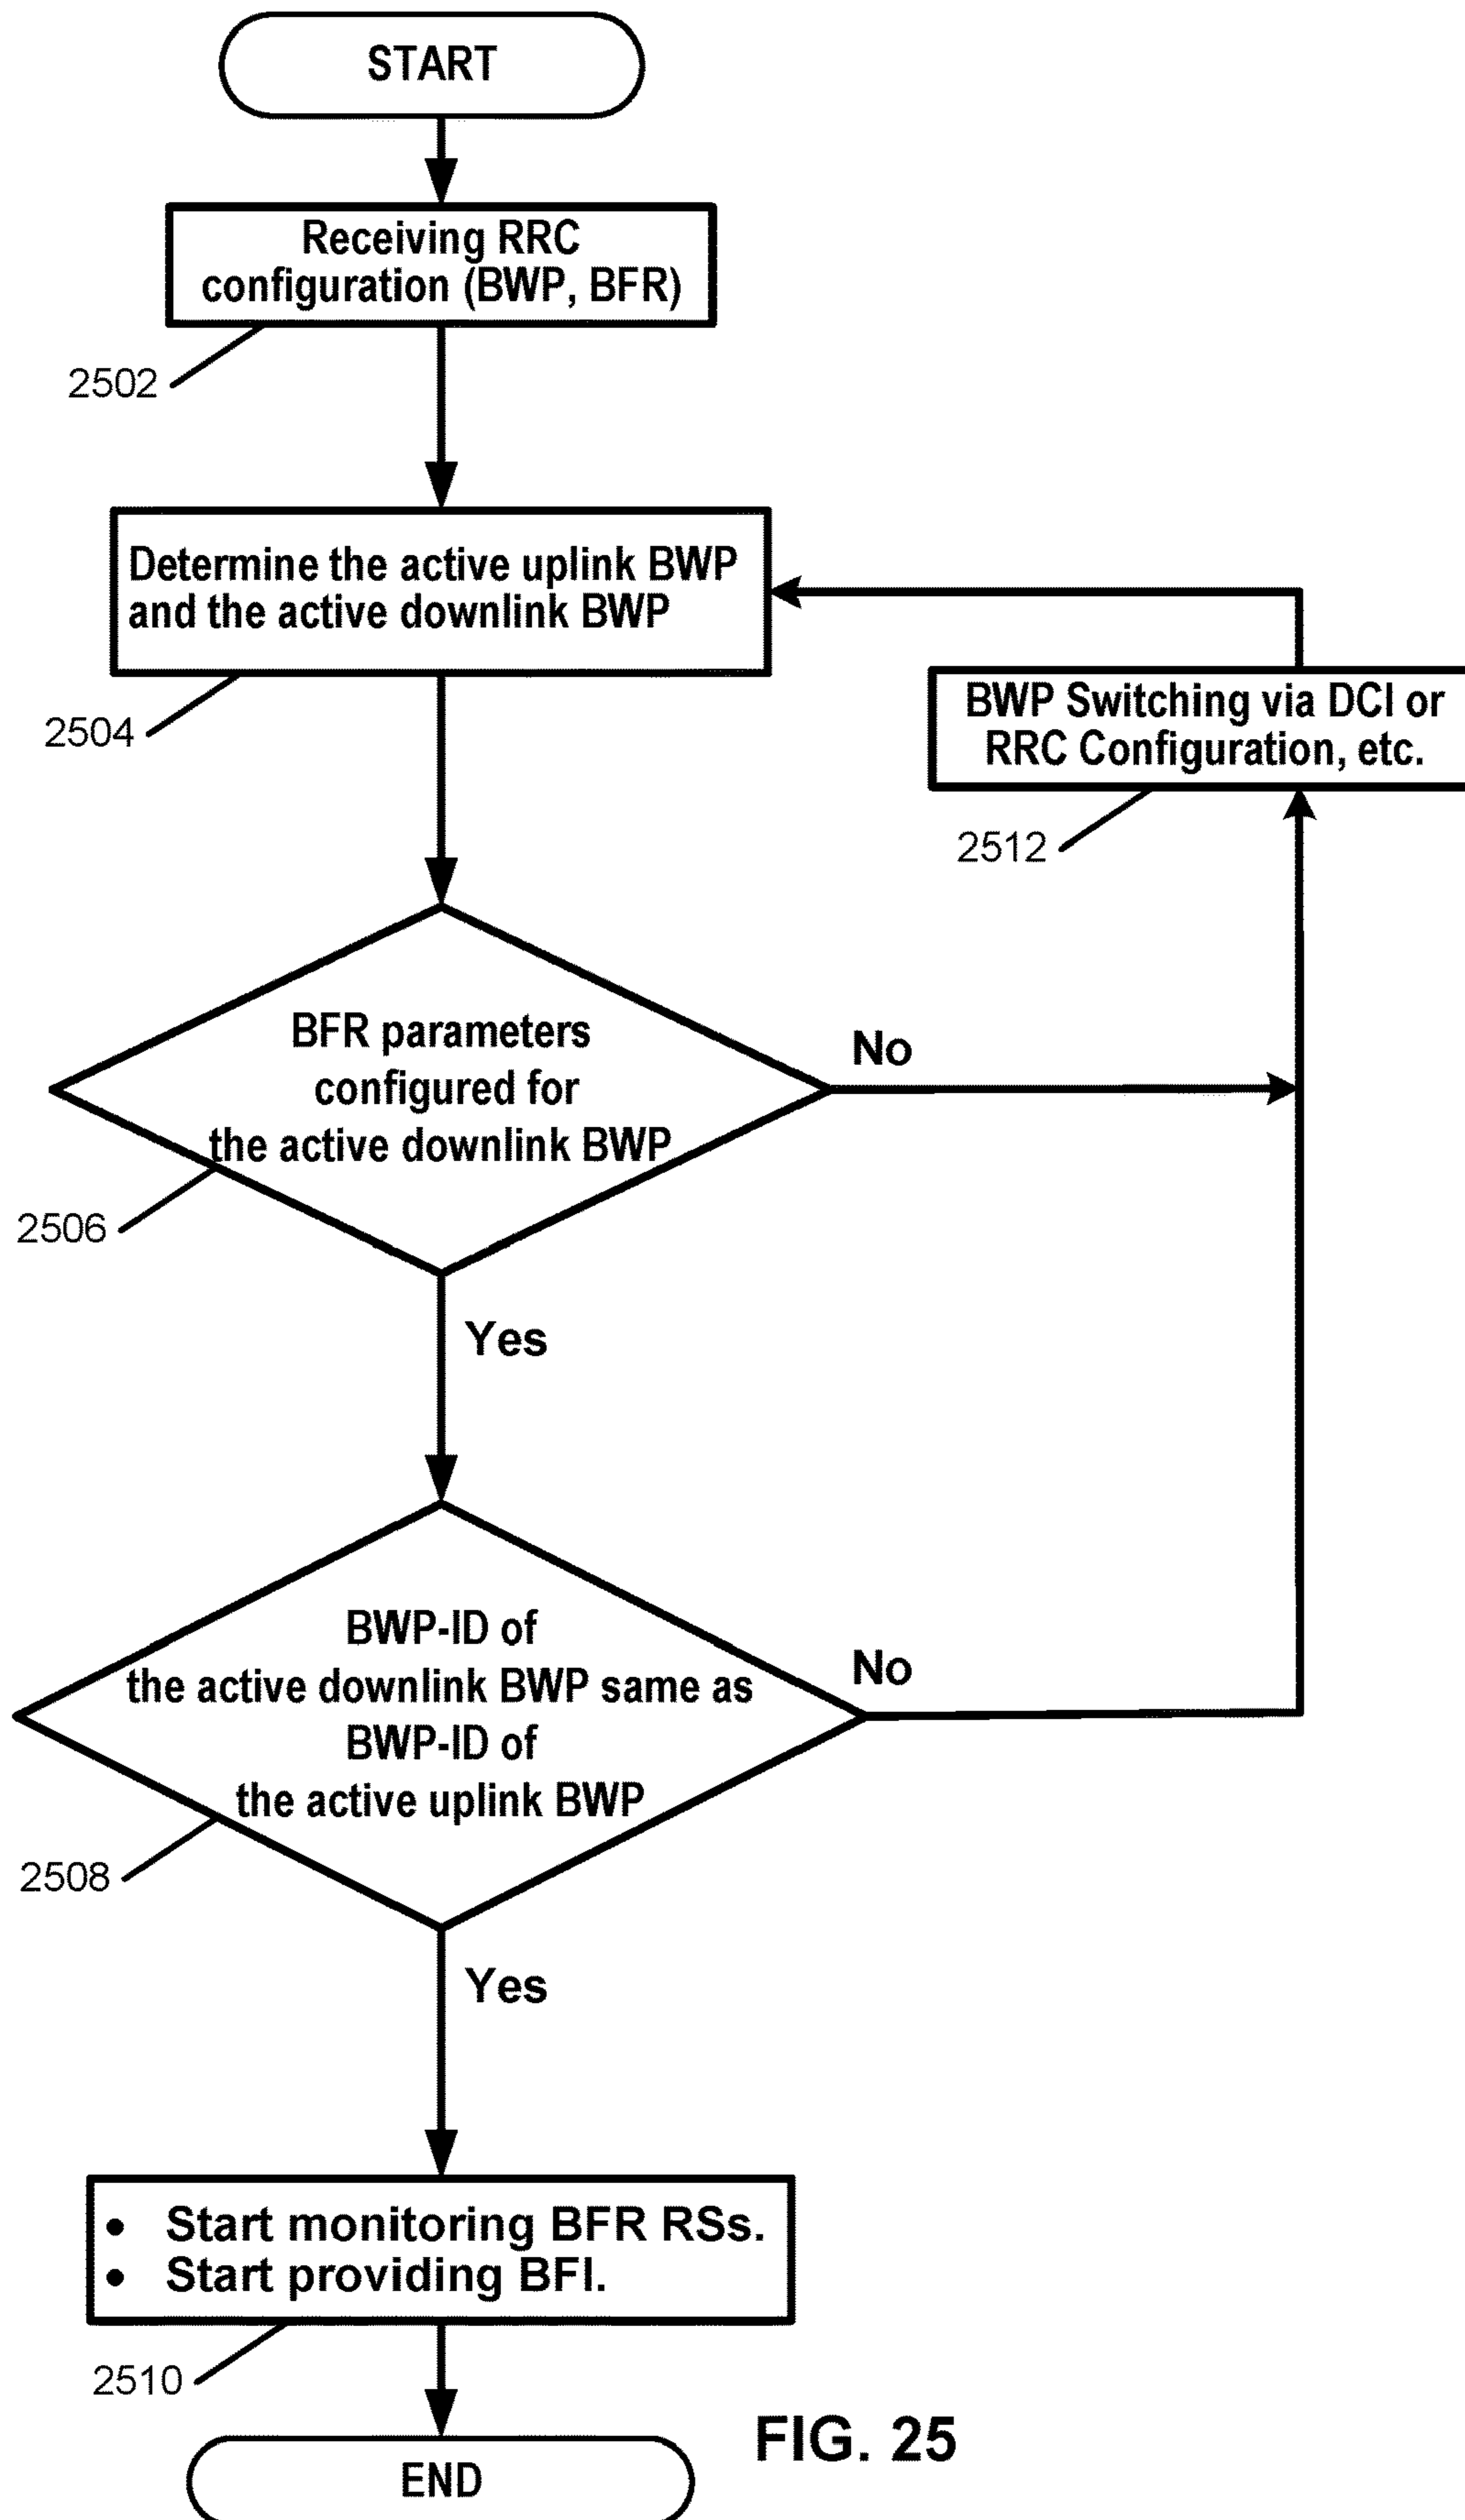 START
Receiving RRC
configuration (BWP, BFR)
2502
Determine the active uplink BWP
and the active downlink BWP
2504
BWP Switching via DCI or
RRC Configuration, etc.
2512
BFR parameters
configured for
the active downlink BWP
No
2506
Yes
BWP-ID of
the active downlink BWP same as
BWP-ID of
the active uplink BWP
No
2508
Yes
• Start monitoring BFR RSs.
• Start providing BFI.
2510
END
FIG. 25